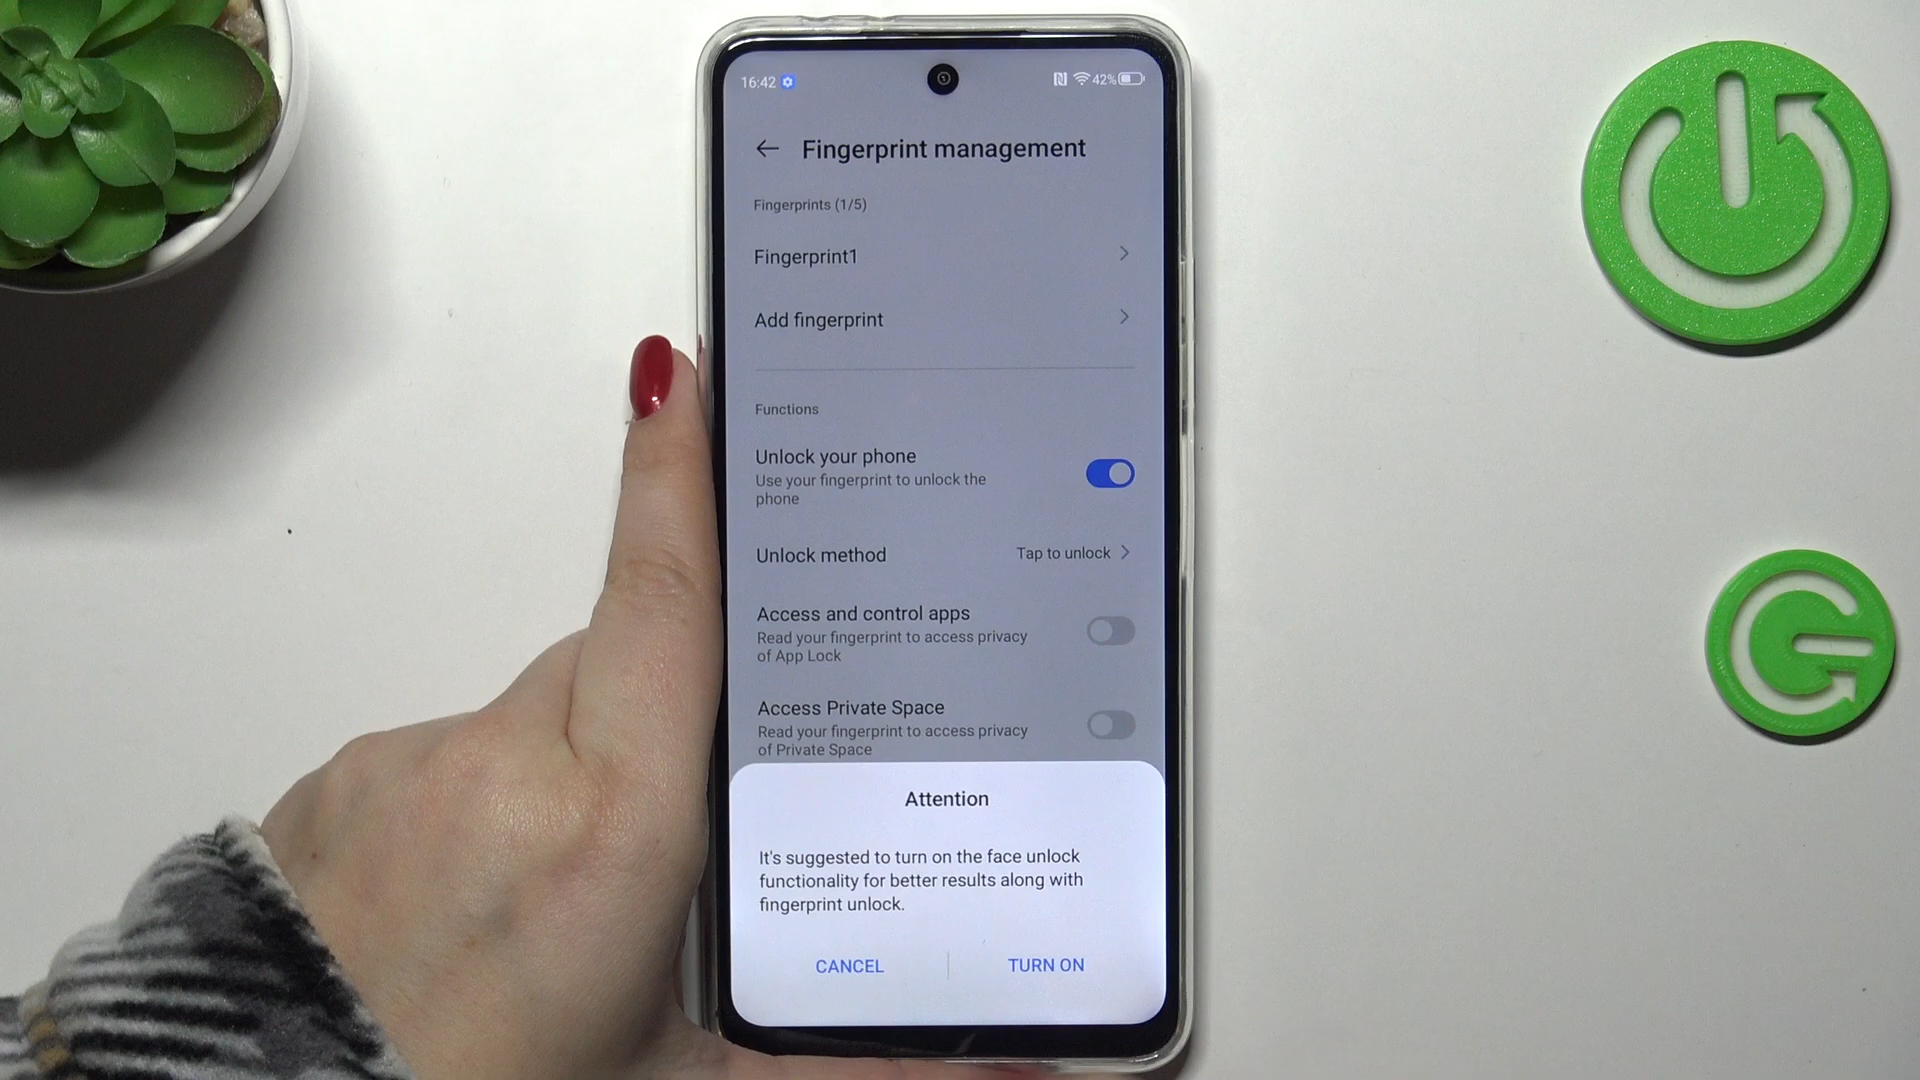 16:42 42%
Fingerprint management
Fingerprints (1/5)
Fingerprint1
Add fingerprint
Functions
Unlock your phone
Use your fingerprint to unlock the
phone
Unlock method Tap to unlock
Access and control apps
Read your fingerprint to access privacy
of App Lock
Access Private Space
Read your fingerprint to access privacy
of Private Space
Attention
It's suggested to turn on the face unlock
functionality for better results along with
fingerprint unlock.
CANCEL TURN ON